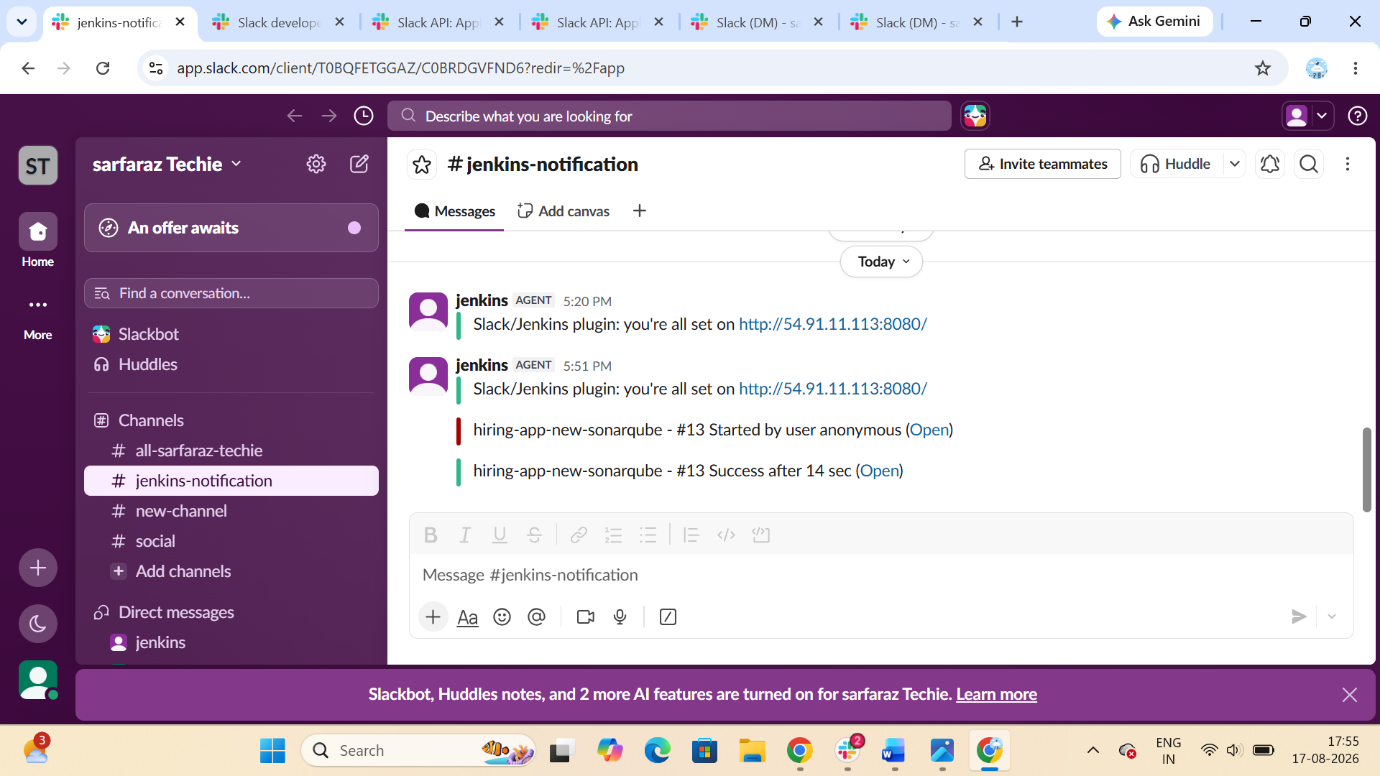 jenkins-notific
Slack develope
Slack API: App
Slack API: App
Slack (DM) - sa
Slack (DM) - sa
Ask Gemini
app.slack.com/client/T0BQFETGGAZ/C0BRDGVFND6?redir=%2Fapp
Describe what you are looking for
ST
sarfaraz Techie
# jenkins-notification
Invite teammates
Huddle
Messages
Add canvas
An offer awaits
Home
Today
Find a conversation...
jenkins AGENT 5:20 PM
Slack/Jenkins plugin: you're all set on http://54.91.11.113:8080/
Slackbot
More
Huddles
jenkins AGENT 5:51 PM
Slack/Jenkins plugin: you're all set on http://54.91.11.113:8080/
Channels
hiring-app-new-sonarqube - #13 Started by user anonymous (Open)
# all-sarfaraz-techie
# jenkins-notification
hiring-app-new-sonarqube - #13 Success after 14 sec (Open)
# new-channel
# social
Add channels
Message #jenkins-notification
Direct messages
Aa
jenkins
Slackbot, Huddles notes, and 2 more AI features are turned on for sarfaraz Techie. Learn more
3
Search
2
ENG
IN
17:55
17-08-2026